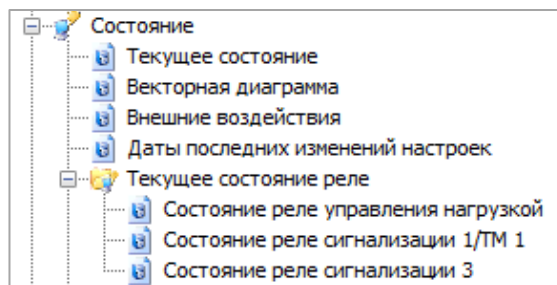 Состояние
Текущее состояние
Векторная диаграмма
Внешние воздействия
Даты последних изменений настроек
Текущее состояние реле
Состояние реле управления нагрузкой
Состояние реле сигнализации 1/ТМ 1
Состояние реле сигнализации 3